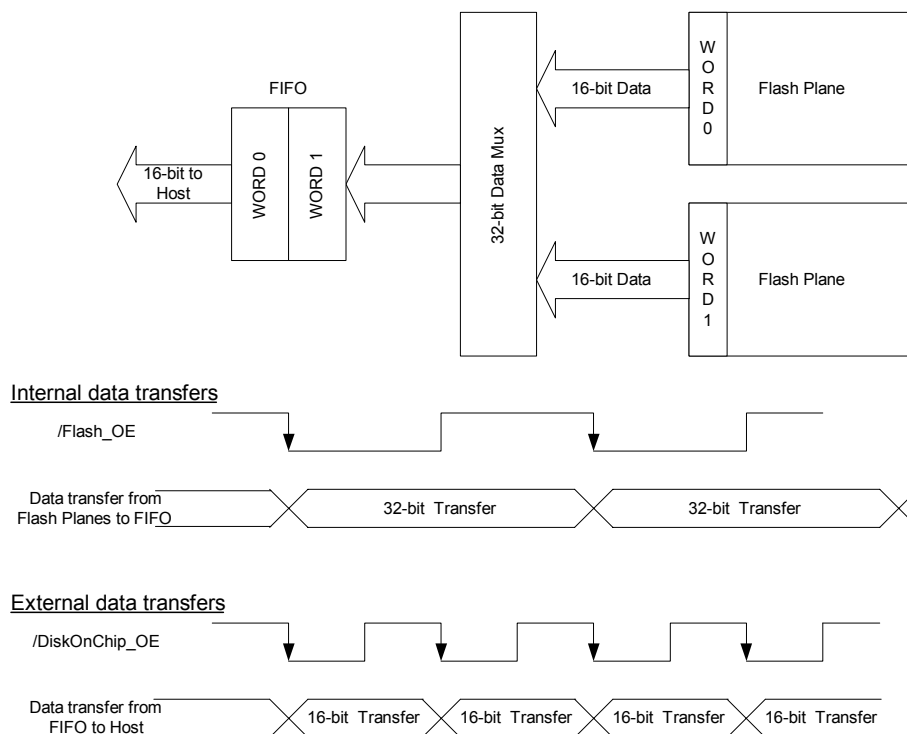 FIFO
16-bit to
Host
WORD 0
WORD 1
32-bit Data Mux
16-bit Data
WORD0
Flash Plane
16-bit Data
WORD1
Flash Plane
Internal data transfers
/Flash_OE
Data transfer from
Flash Planes to FIFO
32-bit Transfer
32-bit Transfer
External data transfers
/DiskOnChip_OE
Data transfer from
FIFO to Host
16-bit Transfer
16-bit Transfer
16-bit Transfer
16-bit Transfer